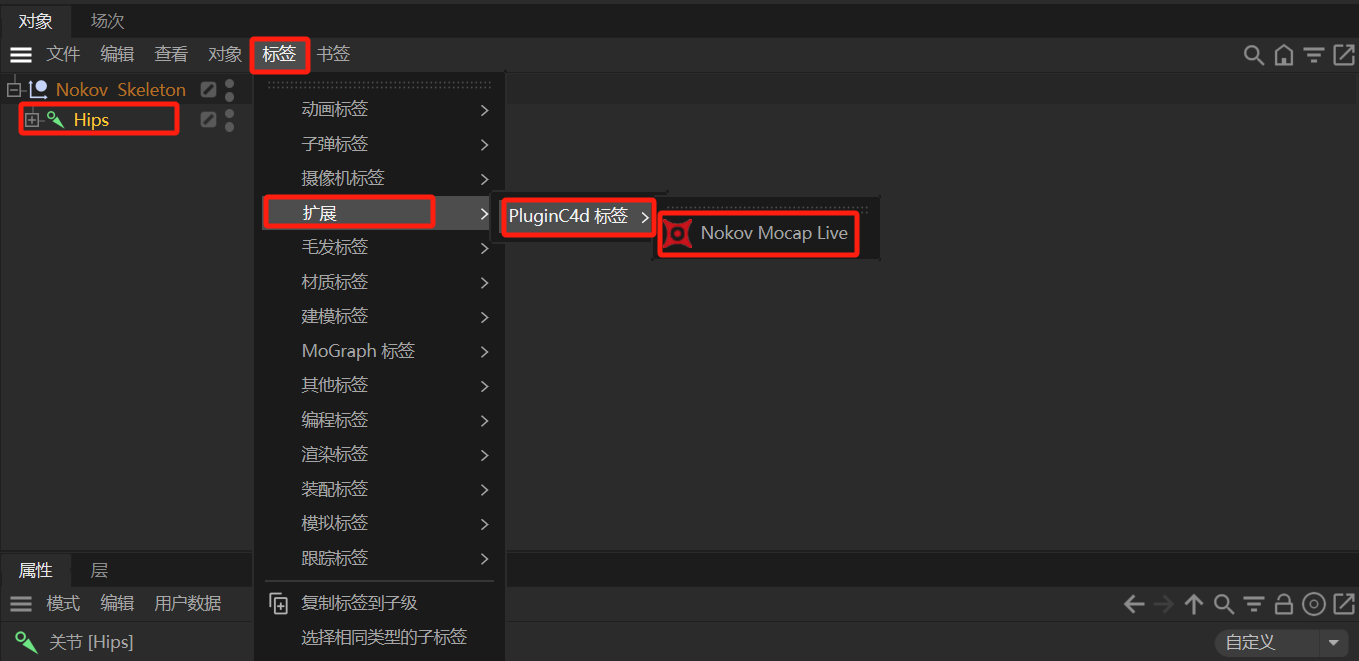 对象 场次
文件 编辑 查看 对象 标签 书签
Nokov Skeleton
Hips
动画标签
子弹标签
摄像机标签
扩展
PluginC4d 标签
Nokov Mocap Live
毛发标签
材质标签
建模标签
MoGraph 标签
其他标签
编程标签
渲染标签
装配标签
模拟标签
跟踪标签
复制标签到子级
选择相同类型的子标签
属性 层
模式 编辑 用户数据
关节 [Hips]
自定义